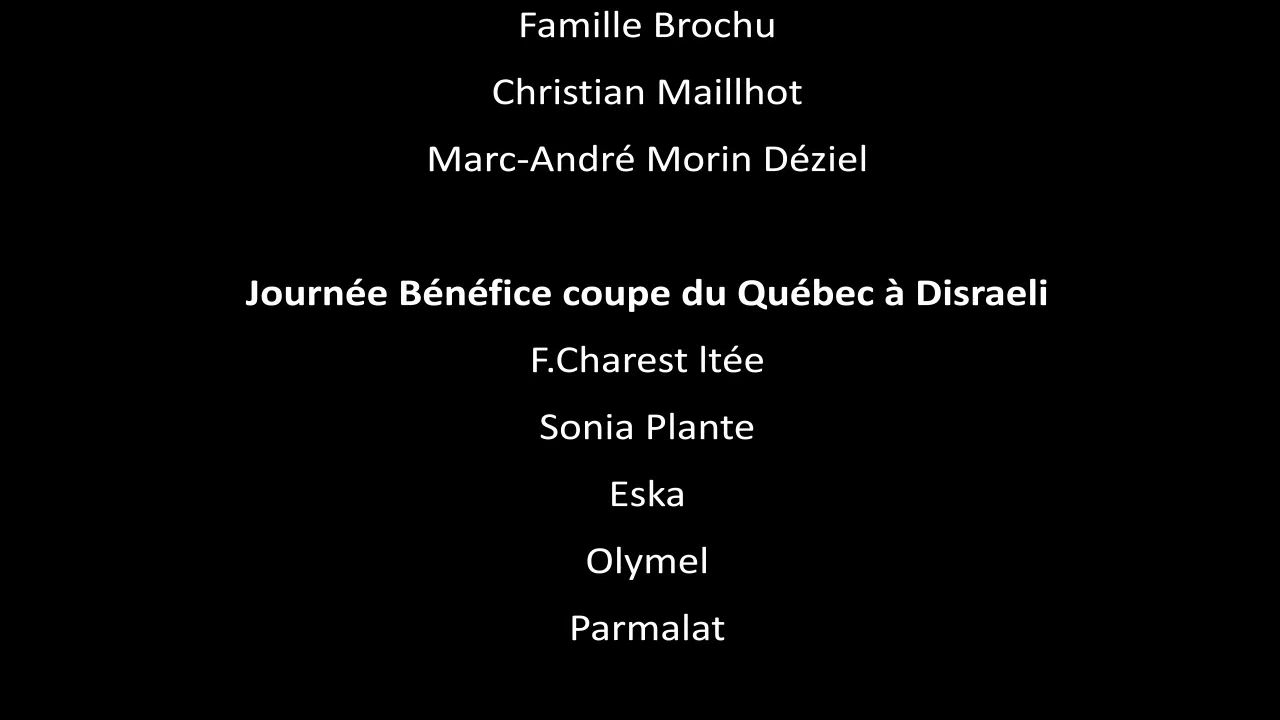 Famille Brochu
Christian Maillhot
Marc-André Morin Déziel
Journée Bénéfice coupe du Québec à Disraeli
F.Charest ltée
Sonia Plante
Eska
Olymel
Parmalat